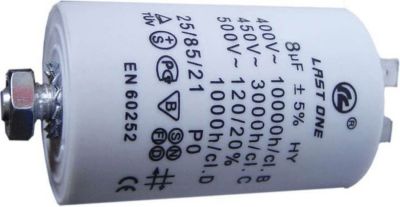 LAST ONE ®
8μF ± 5% HY
400V~ 10000h/cl.B
450V~ 3000h/cl.C
500V~ 1000h/cl.D
120/20%
25/85/21 P0
TÜV
EN 60252